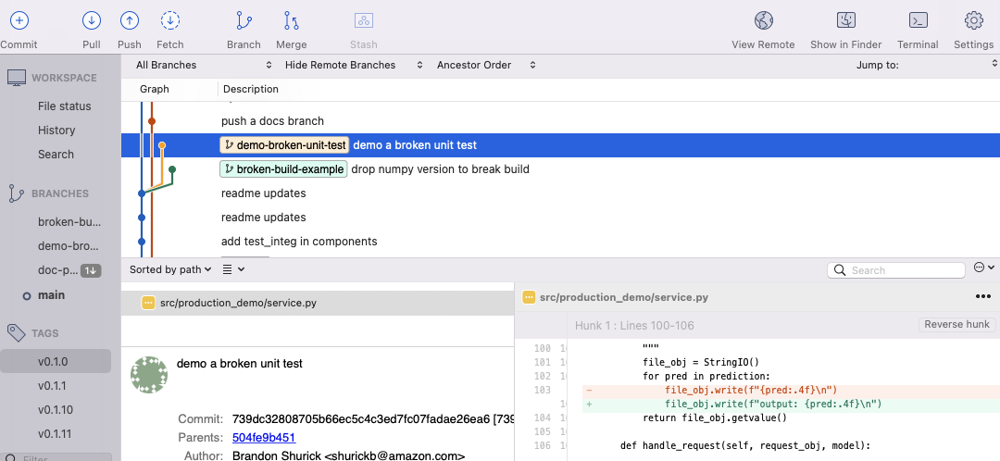 Commit Pull Push Fetch Branch Merge Stash View Remote Show in Finder Terminal Settings
All Branches Hide Remote Branches Ancestor Order Jump to:
Graph Description
WORKSPACE
File status
History
Search
BRANCHES
broken-bu...
demo-bro...
doc-p... 1↓
main
TAGS
v0.1.0
v0.1.1
v0.1.10
v0.1.11
Filter
push a docs branch
demo-broken-unit-test demo a broken unit test
broken-build-example drop numpy version to break build
readme updates
readme updates
add test_integ in components
Sorted by path
Search
src/production_demo/service.py
demo a broken unit test
Commit: 739dc32808705b66ec5c4c3ed7fc07fadae26ea6 [739
Parents: 504fe9b451
Author: Brandon Shurick <shurickb@amazon.com>
src/production_demo/service.py
Hunk 1 : Lines 100-106
Reverse hunk
100 """
101 file_obj = StringIO()
102 for pred in prediction:
103 - file_obj.write(f"{pred:.4f}\n")
+ file_obj.write(f"output: {pred:.4f}\n")
104 return file_obj.getvalue()
105
106 def handle_request(self, request_obj, model):